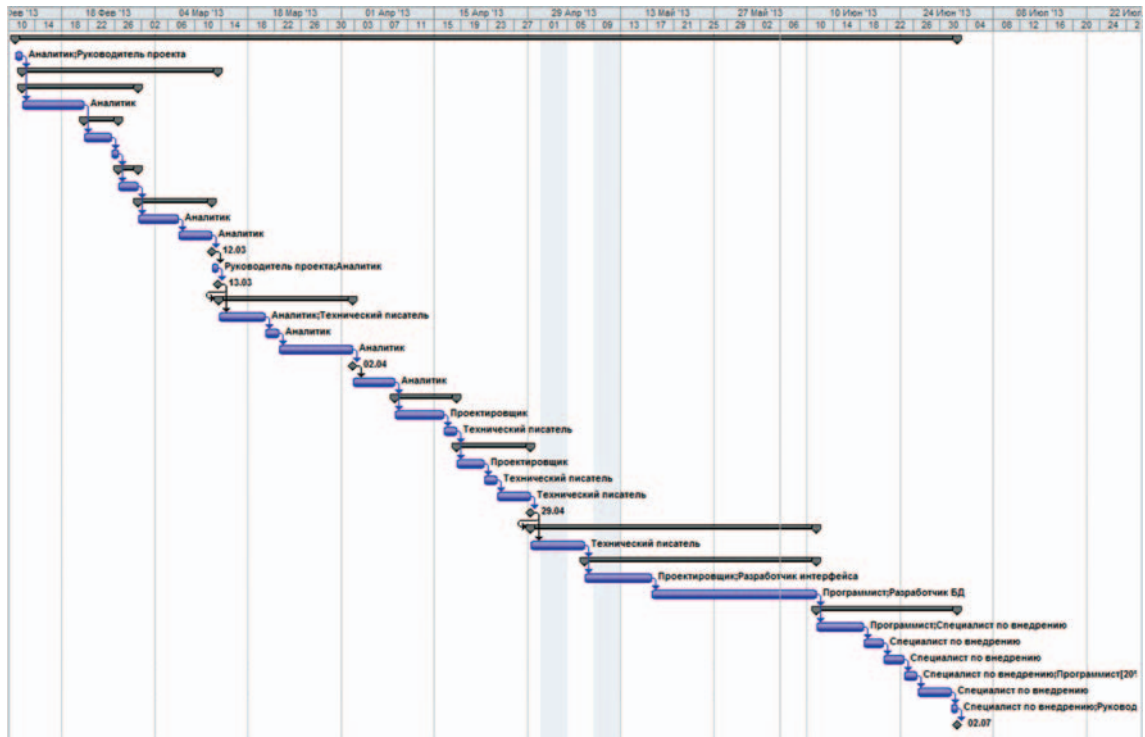 18 Фев '13 04 Мар '13 18 Мар '13 01 Апр '13 15 Апр '13 29 Апр '13 13 Май '13 27 Май '13 10 Июн '13 24 Июн '13 08 Июл '13
10 14 18 22 26 02 06 10 14 18 22 26 30 03 07 11 15 19 23 27 01 05 09 13 17 21 25 29 02 06 10 14 18 22 26 30 04 08 12 16 20 24
Аналитик;Руководитель проекта
Аналитик
Аналитик
Аналитик
12.03
Руководитель проекта;Аналитик
13.03
Аналитик;Технический писатель
Аналитик
Аналитик
02.04
Аналитик
Проектировщик
Технический писатель
Проектировщик
Технический писатель
Технический писатель
29.04
Технический писатель
Проектировщик;Разработчик интерфейса
Программист;Разработчик БД
Программист;Специалист по внедрению
Специалист по внедрению
Специалист по внедрению
Специалист по внедрению;Программист[20%
Специалист по внедрению
Специалист по внедрению;Руковод
02.07